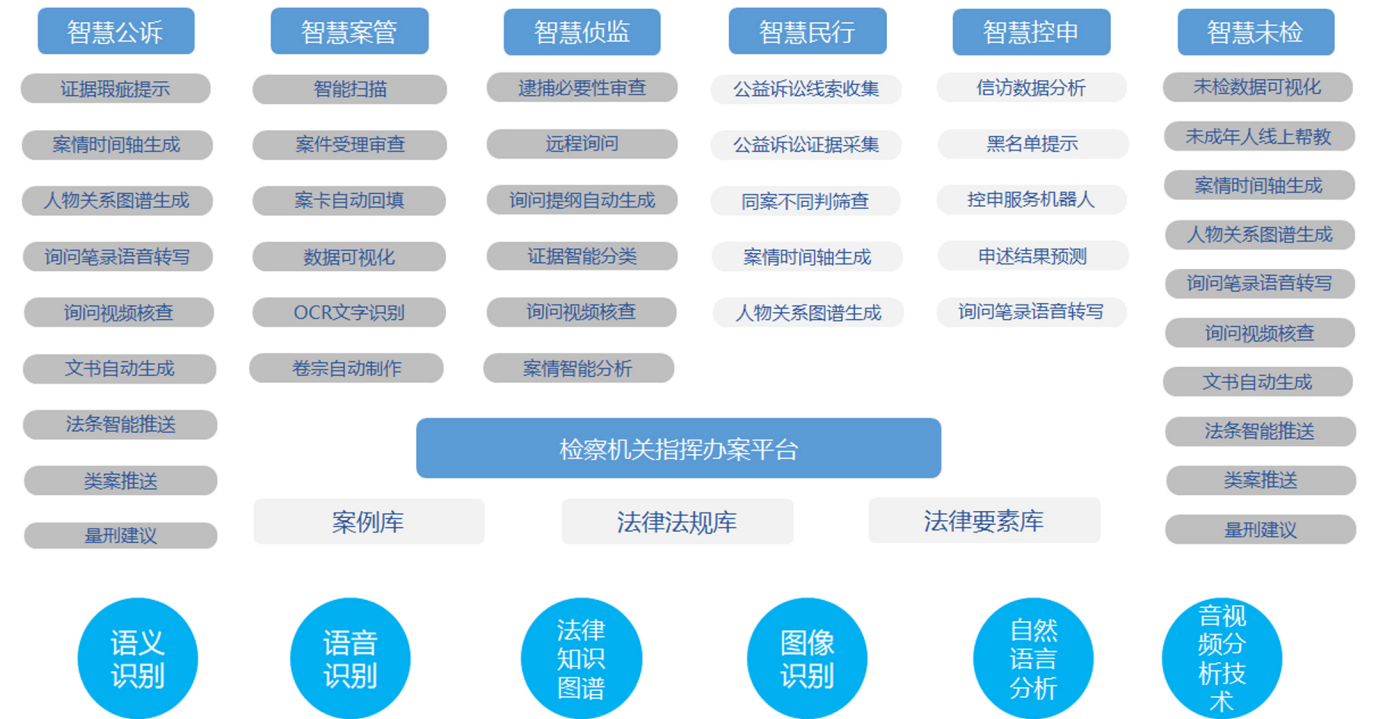 智慧公诉
证据瑕疵提示
案情时间轴生成
人物关系图谱生成
询问笔录语音转写
询问视频核查
文书自动生成
法条智能推送
类案推送
量刑建议
智慧案管
智能扫描
案件受理审查
案卡自动回填
数据可视化
OCR文字识别
卷宗自动制作
智慧侦监
逮捕必要性审查
远程询问
询问提纲自动生成
证据智能分类
询问视频核查
案情智能分析
智慧民行
公益诉讼线索收集
公益诉讼证据采集
同案不同判筛查
案情时间轴生成
人物关系图谱生成
智慧控申
信访数据分析
黑名单提示
控申服务机器人
申述结果预测
询问笔录语音转写
智慧未检
未检数据可视化
未成年人线上帮教
案情时间轴生成
人物关系图谱生成
询问笔录语音转写
询问视频核查
文书自动生成
法条智能推送
类案推送
量刑建议
检察机关指挥办案平台
案例库
法律法规库
法律要素库
语义
识别
语音
识别
法律
知识
图谱
图像
识别
自然
语言
分析
音视
频分
析技
术